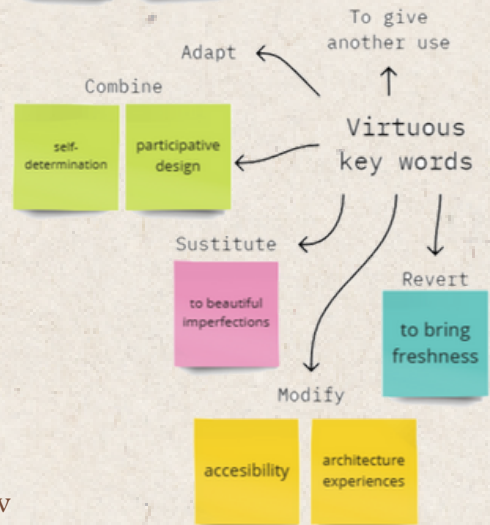 To give
another use
Adapt
Combine
self-
determination
participative
design
Virtuous
key words
Sustitute
to beautiful
imperfections
Revert
to bring
freshness
Modify
accesibility
architecture
experiences
v